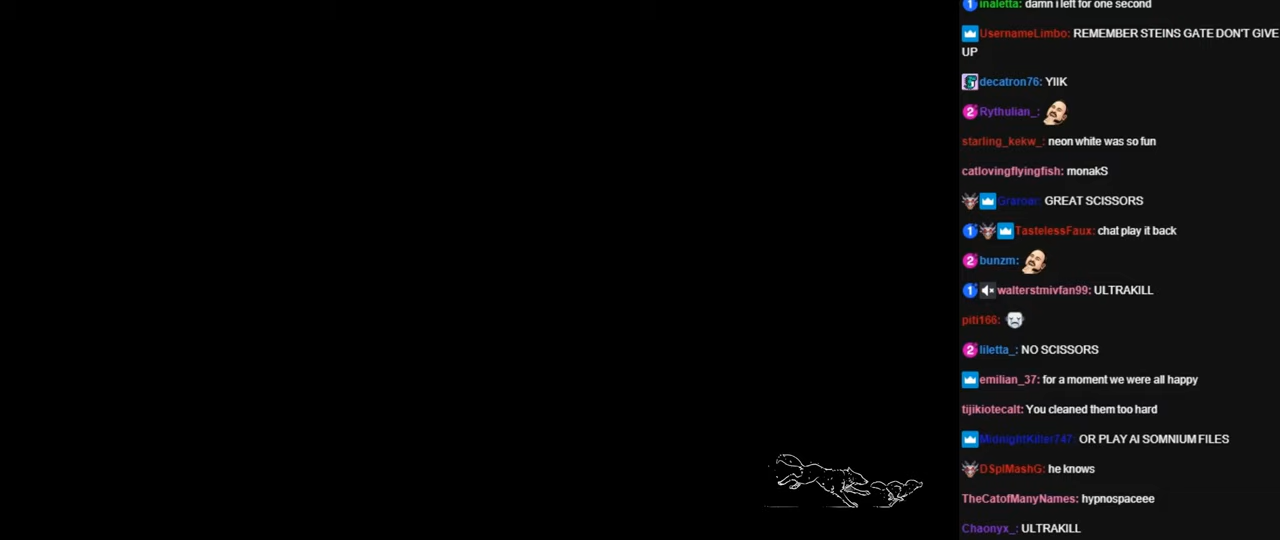 inaletta: damn i left for one second
UsernameLimbo: REMEMBER STEINS GATE DON'T GIVE
UP
decatron76: YIIK
Rythulian_:
starling_kekw_: neon white was so fun
catlovingflyingfish: monakS
Graroar: GREAT SCISSORS
TastelessFaux: chat play it back
bunzm:
walterstmivfan99: ULTRAKILL
piti166:
liletta_: NO SCISSORS
emilian_37: for a moment we were all happy
tijikiotecalt: You cleaned them too hard
MidnightKiller747: OR PLAY AI SOMNIUM FILES
DSplMashG: he knows
TheCatofManyNames: hypnospaceee
Chaonyx_: ULTRAKILL